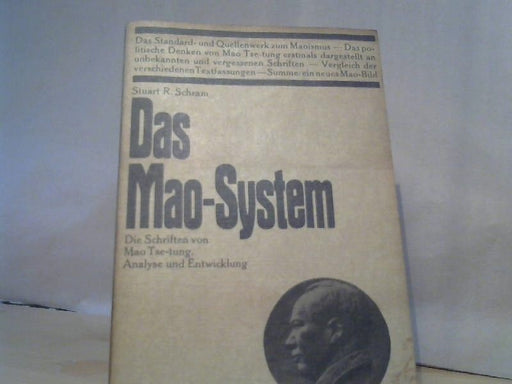 Das Standard- und Quellenwerk zum Maoismus — Das po-
litische Denken von Mao Tse-tung erstmals dargestellt an
unbekannten und vergessenen Schriften — Vergleich der
verschiedenen Textfassungen — Summe: ein neues Mao-Bild
Stuart R. Schram
Das
Mao-System
Die Schriften von
Mao Tse-tung.
Analyse und Entwicklung